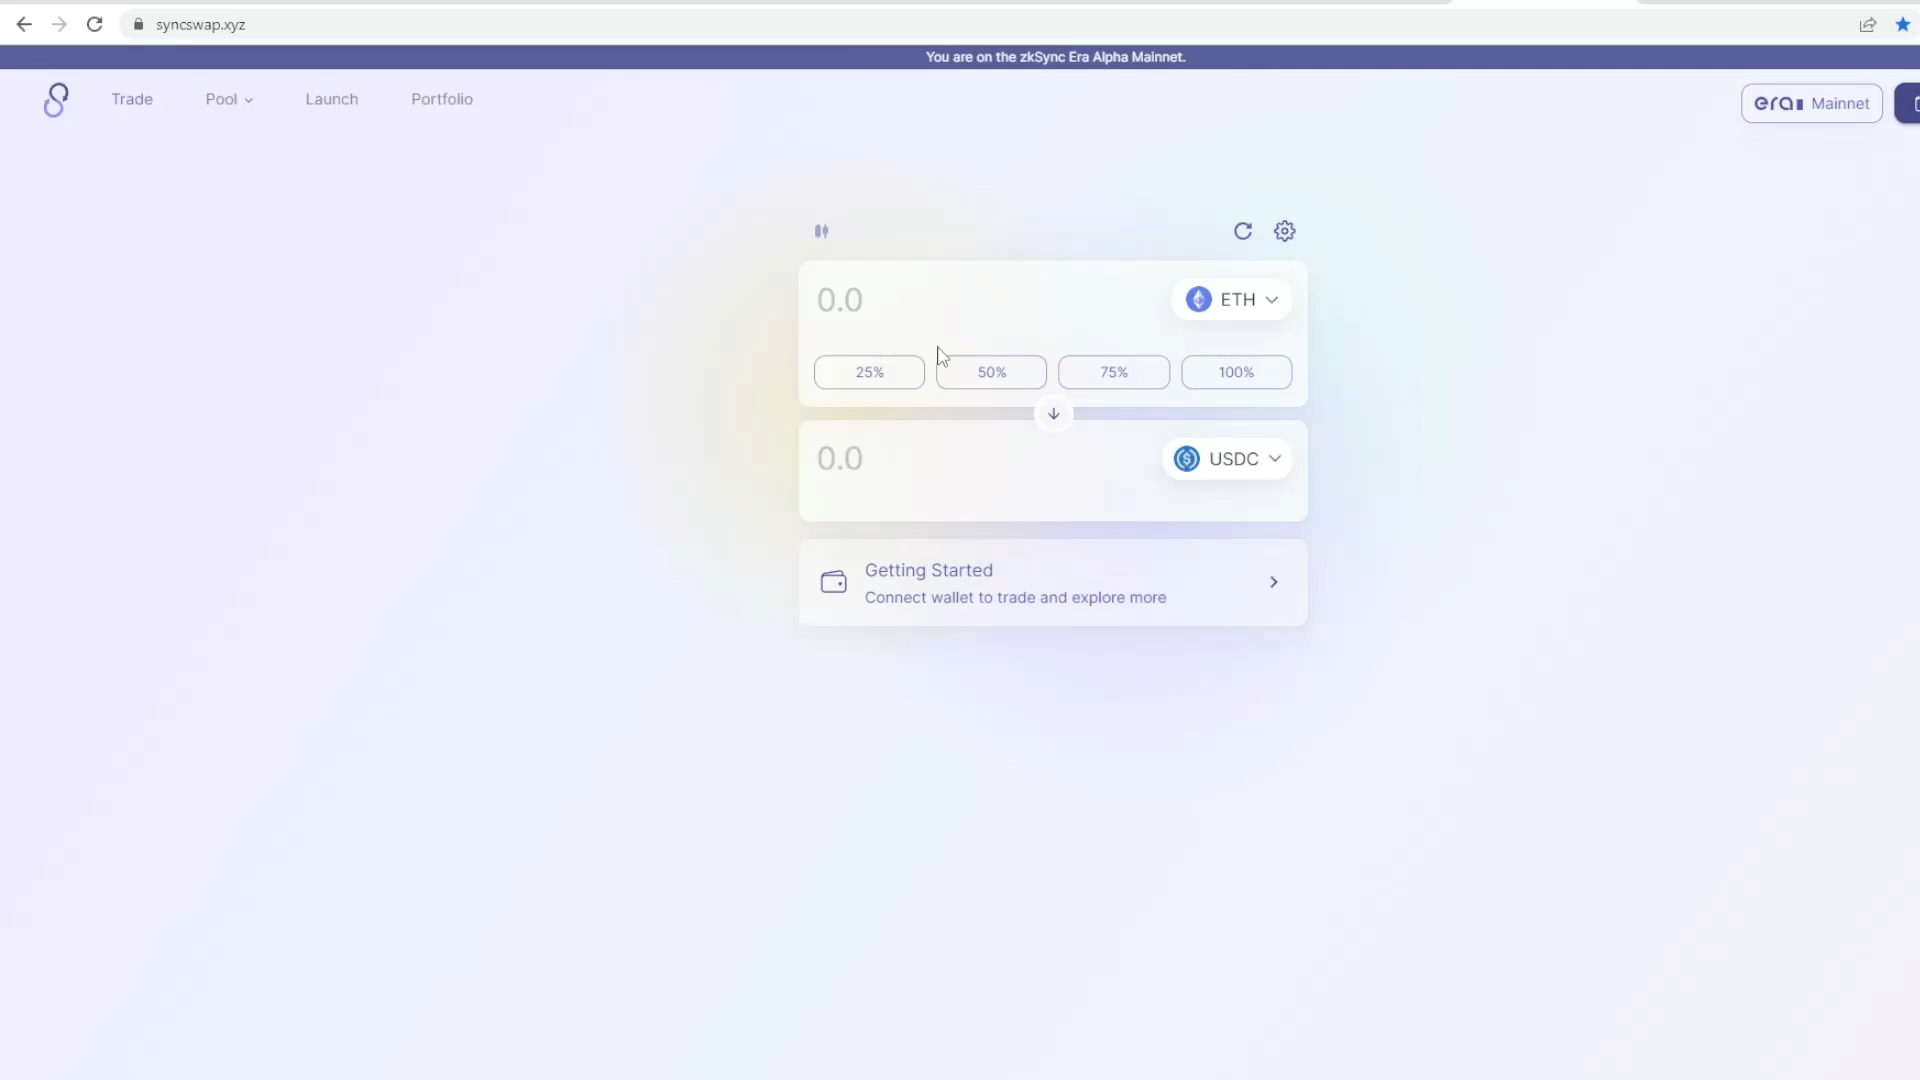 syncswap.xyz
You are on the zkSync Era Alpha Mainnet.
Trade
Pool
Launch
Portfolio
era Mainnet
0.0
ETH
25%
50%
75%
100%
0.0
USDC
Getting Started
Connect wallet to trade and explore more